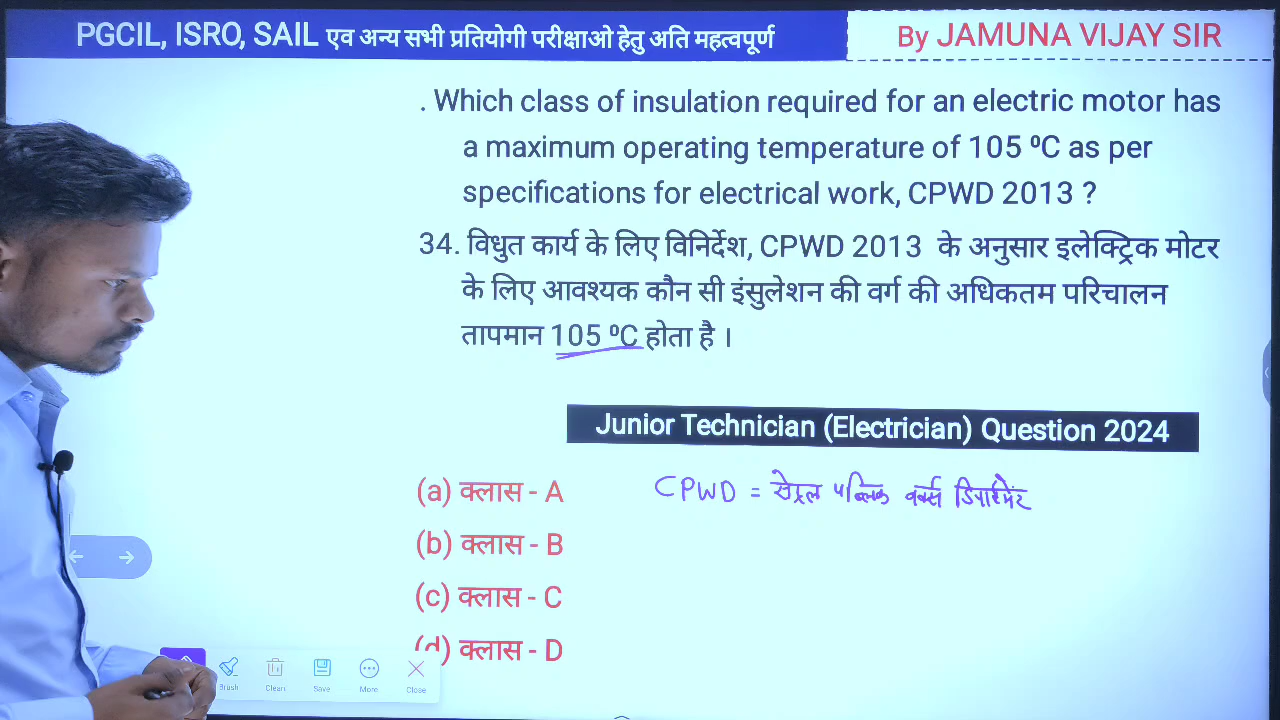 PGCIL, ISRO, SAIL एव अन्य सभी प्रतियोगी परीक्षाओ हेतु अति महत्वपूर्ण
By JAMUNA VIJAY SIR
. Which class of insulation required for an electric motor has
a maximum operating temperature of 105 ⁰C as per
specifications for electrical work, CPWD 2013 ?
34. विधुत कार्य के लिए विनिर्देश, CPWD 2013 के अनुसार इलेक्ट्रिक मोटर
के लिए आवश्यक कौन सी इंसुलेशन की वर्ग की अधिकतम परिचालन
तापमान 105 ⁰C होता है ।
Junior Technician (Electrician) Question 2024
(a) क्लास - A
CPWD = सेंट्रल पब्लिक वर्क्स डिपार्टमेंट
(b) क्लास - B
(c) क्लास - C
(d) क्लास - D
Brush
Clean
Save
More
Close